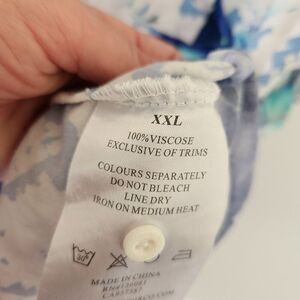 XXL
100%VISCOSE
EXCLUSIVE OF TRIMS
COLOURS SEPARATELY
DO NOT BLEACH
LINE DRY
IRON ON MEDIUM HEAT
30°
MADE IN CHINA